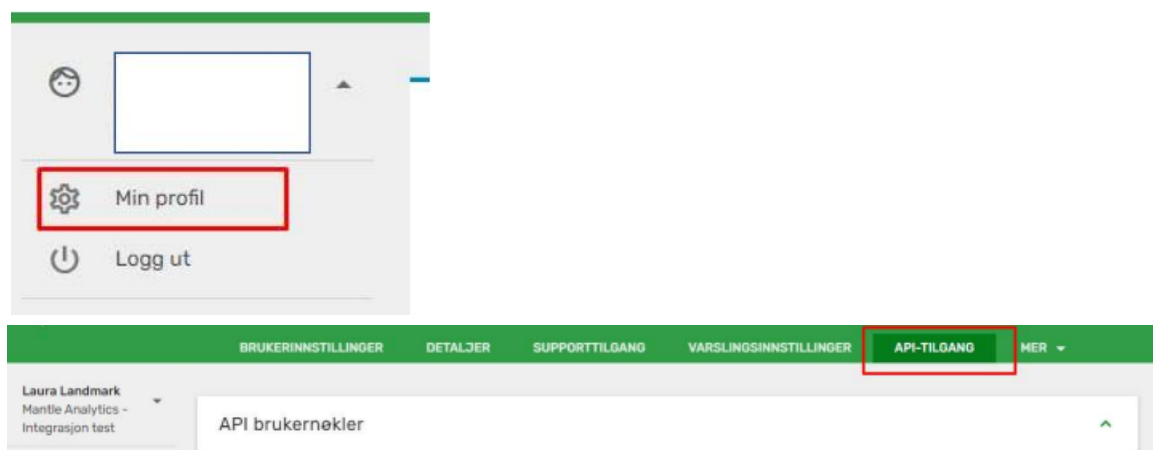 Min profil
Logg ut
BRUKERINNSTILLINGER DETALJER SUPPORTTILGANG VARSLINGSINNSTILLINGER API-TILGANG MER
Laura Landmark
Mantle Analytics -
Integrasjon test
API brukernøkler